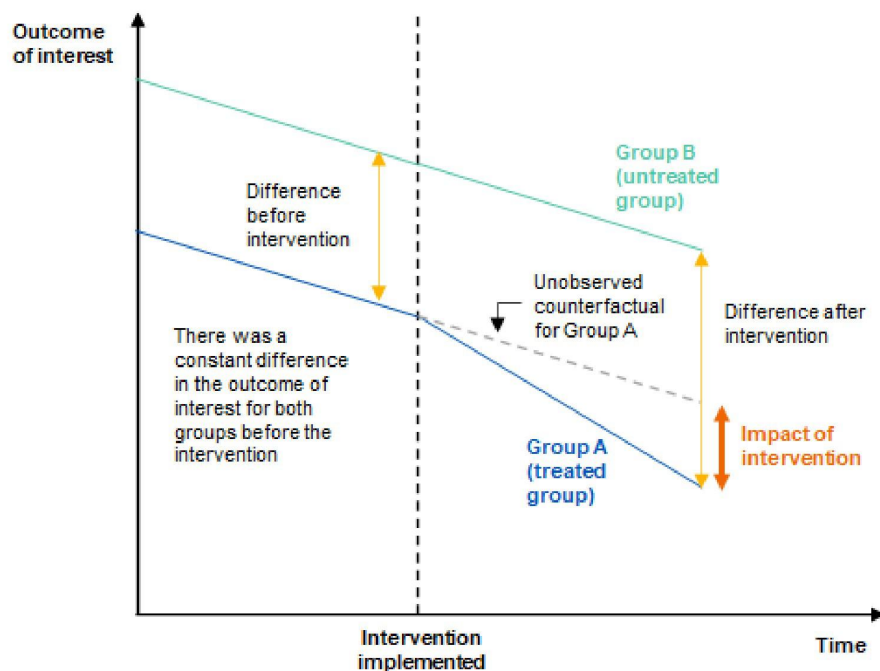 Outcome
of interest
Group B
(untreated
group)
Difference
before
intervention
Unobserved
counterfactual
for Group A
Difference after
intervention
There was a
constant difference
in the outcome of
interest for both
groups before the
intervention
Group A
(treated
group)
Impact of
intervention
Intervention
implemented
Time